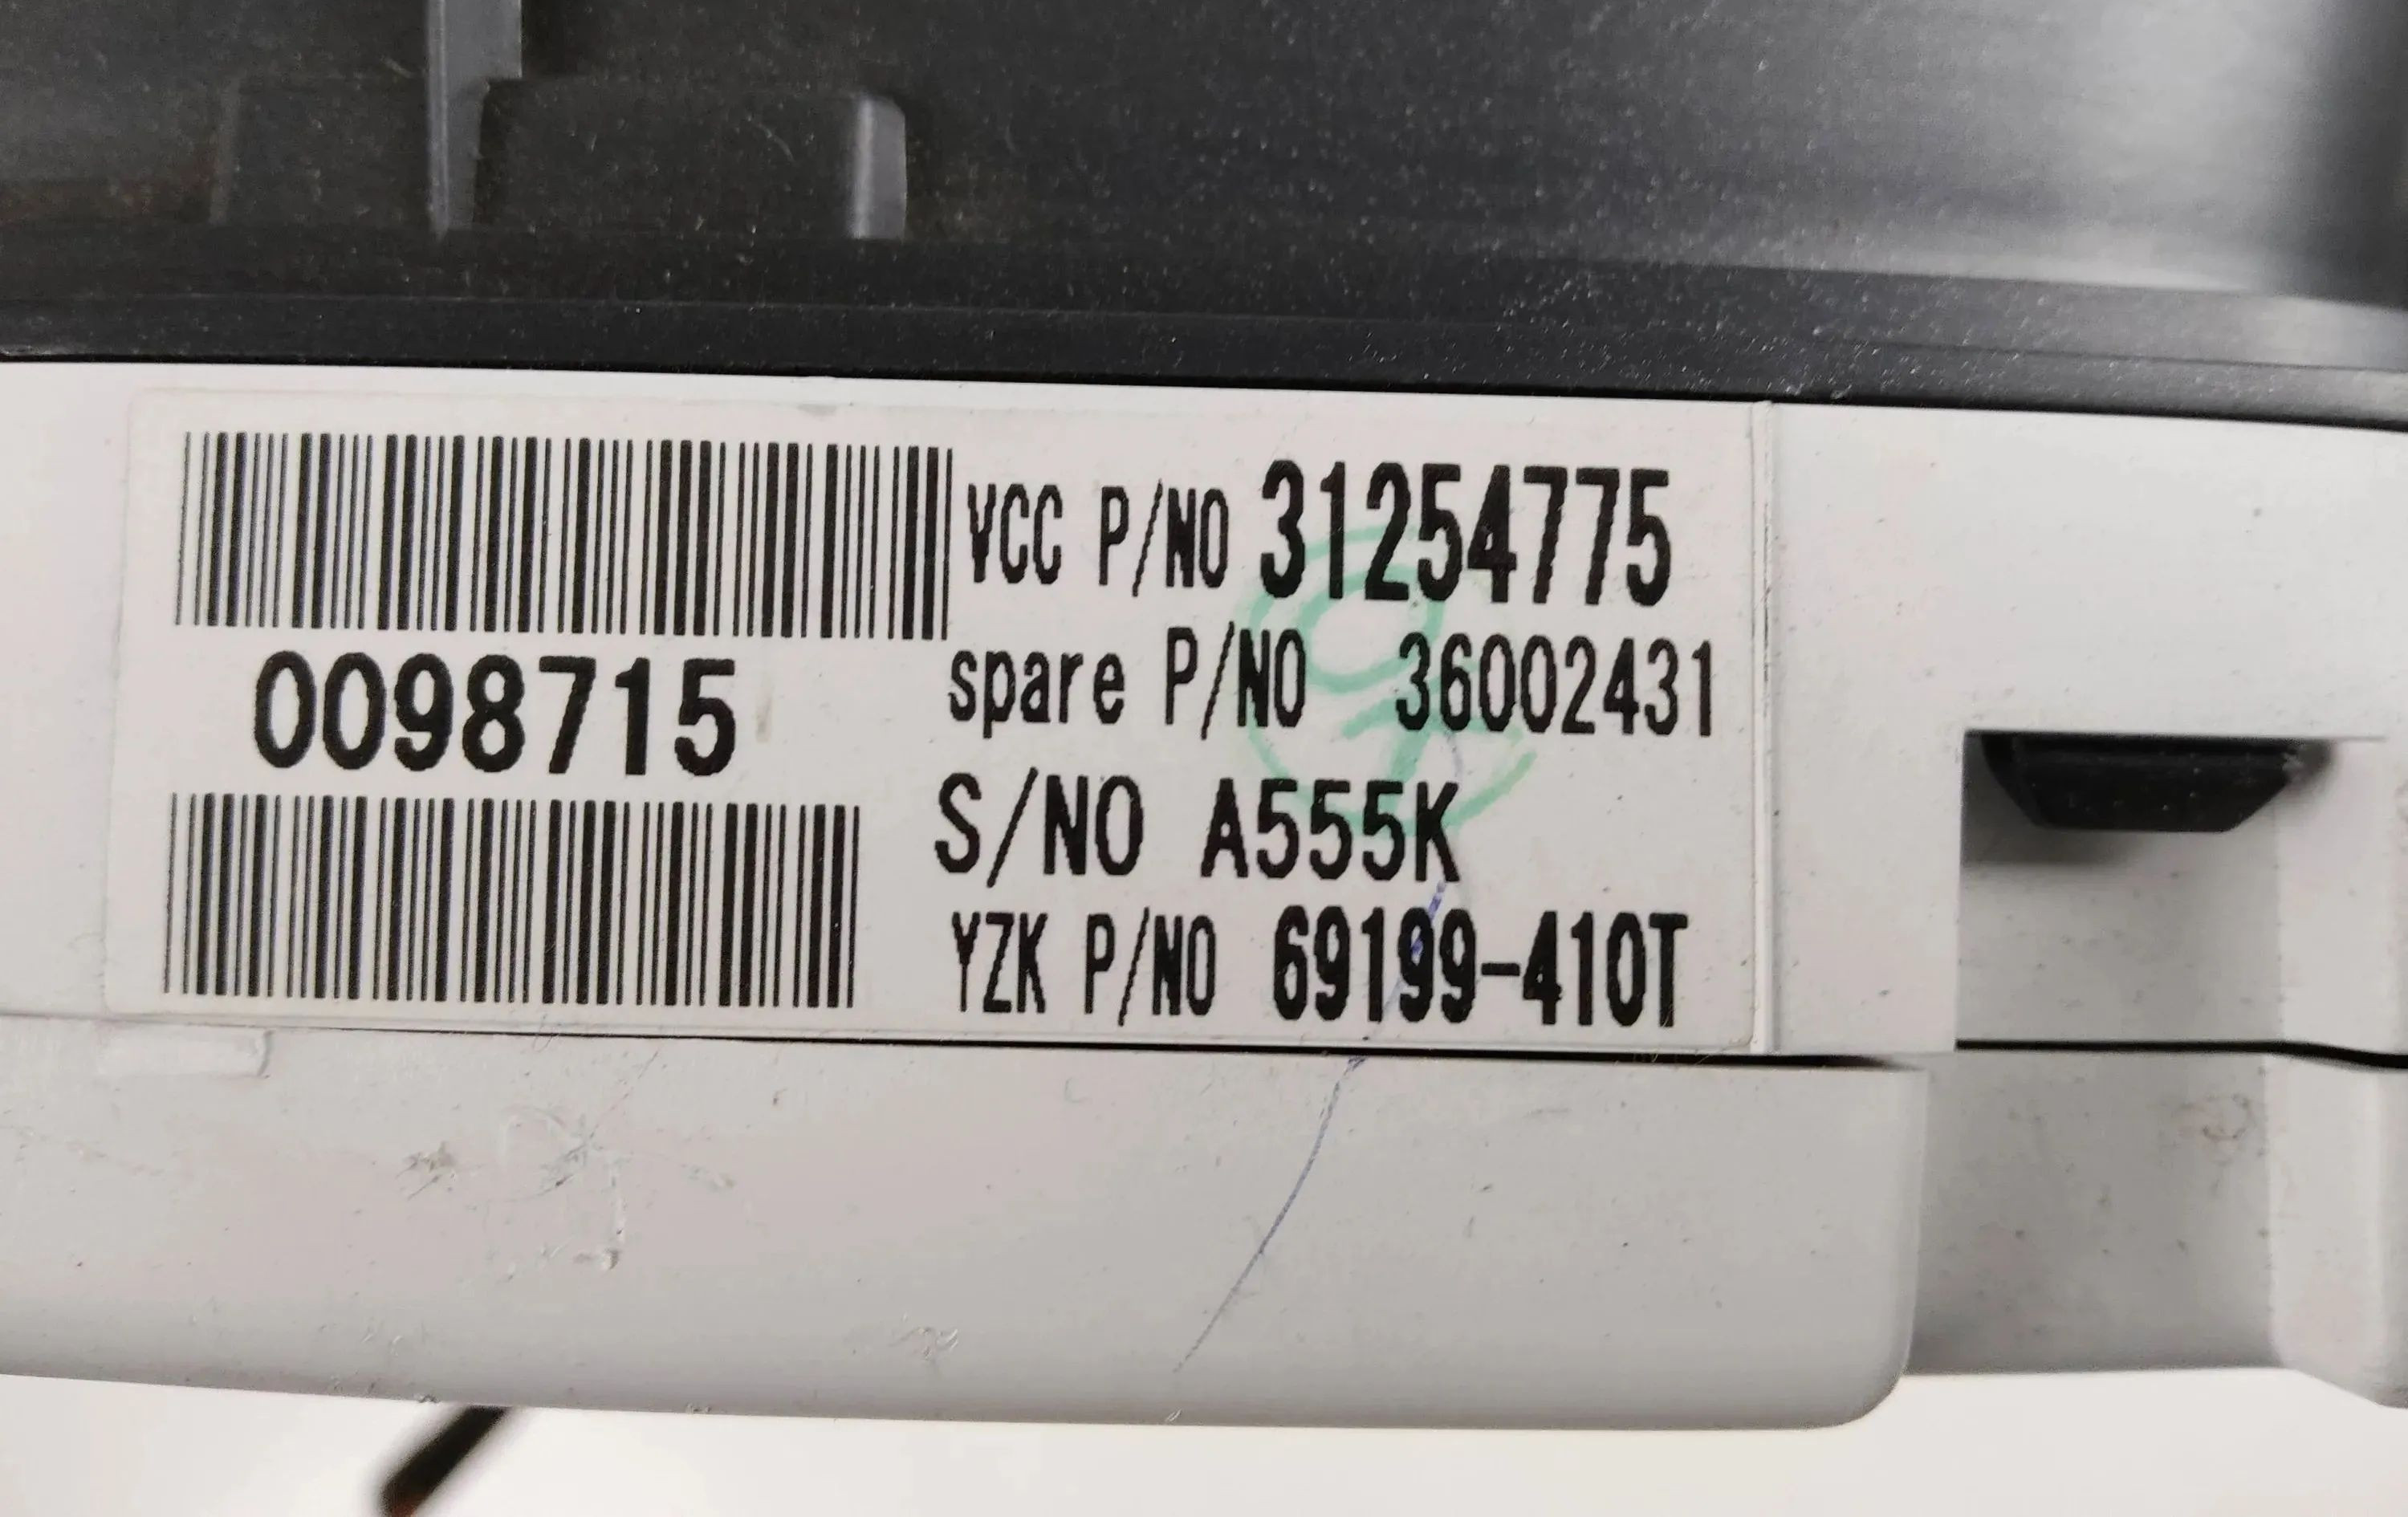 VCC P/NO 31254775
0098715
spare P/NO 36002431
S/NO A555K
YZK P/NO 69199-410T